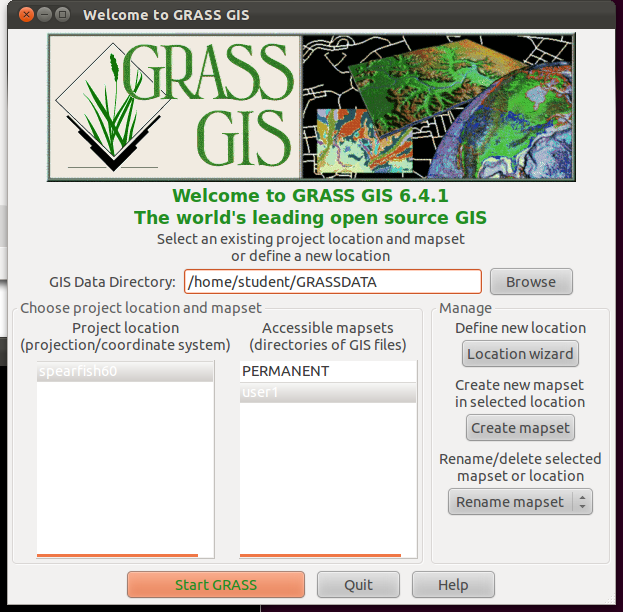 Welcome to GRASS GIS
GRASS
GIS
Welcome to GRASS GIS 6.4.1
The world's leading open source GIS
Select an existing project location and mapset
or define a new location
GIS Data Directory:
/home/student/GRASSDATA
Browse
Choose project location and mapset
Project location
(projection/coordinate system)
spearfish60
Accessible mapsets
(directories of GIS files)
PERMANENT
user1
Manage
Define new location
Location wizard
Create new mapset
in selected location
Create mapset
Rename/delete selected
mapset or location
Rename mapset
Start GRASS
Quit
Help